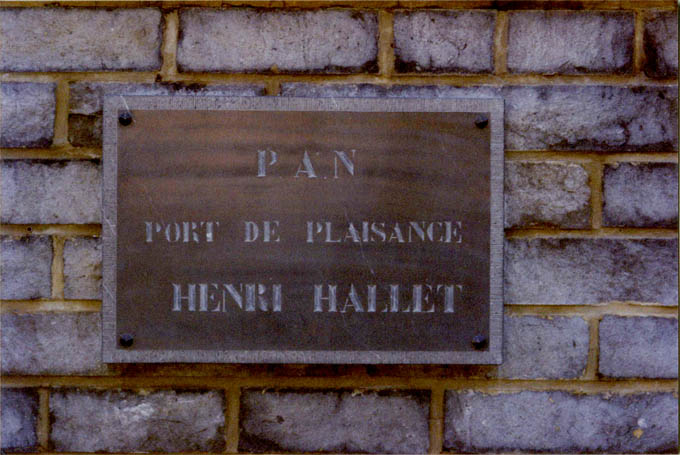 PAN
PORT DE PLAISANCE
HENRI HALLET